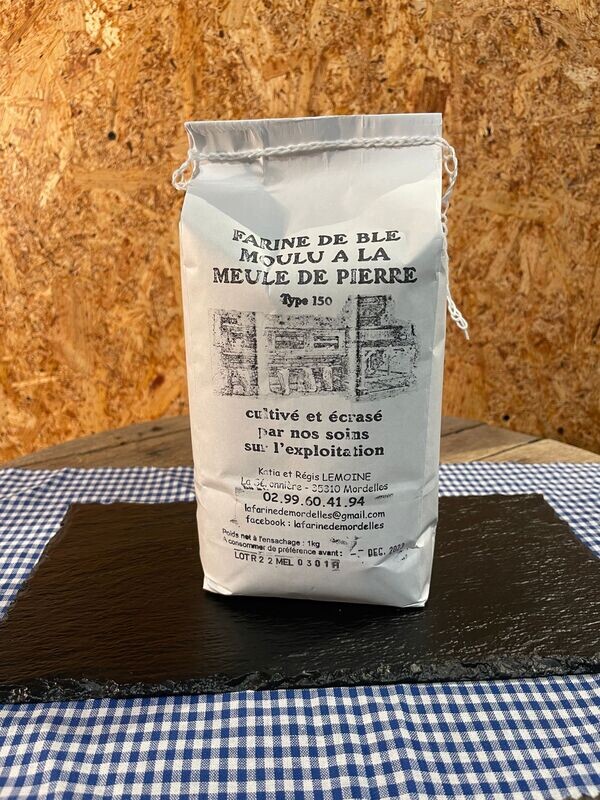 FARINE DE BLE
MOULU A LA
MEULE DE PIERRE
Type 150
cultivé et écrasé
par nos soins
sur l'exploitation
Katia et Régis LEMOINE
La - 35310 Mordelles
02.99.60.41.94
lafarinedemordelles@gmail.com
facebook : lafarinedemordelles
Poids net à l'ensachage : 1kg
A consommer de préférence avant : DEC.
LOT R 2 2 MEL 0 3 0 1